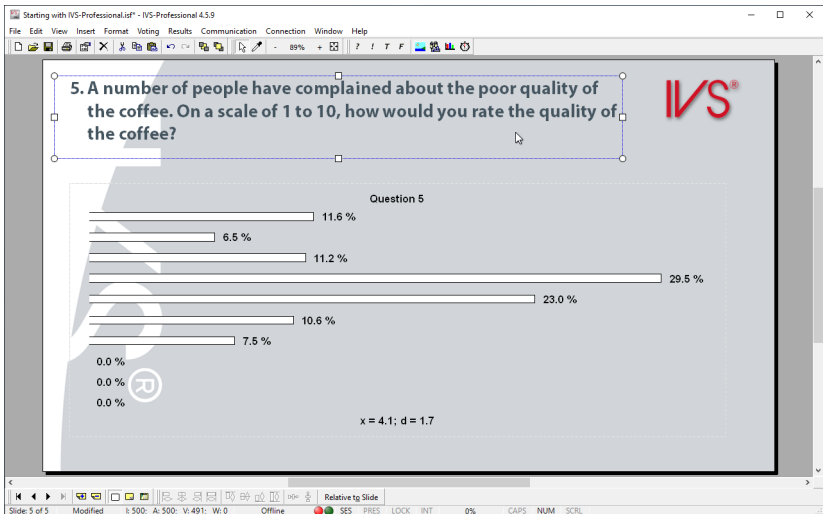 Starting with IVS-Professional.isf* - IVS-Professional 4.5.9
File Edit View Insert Format Voting Results Communication Connection Window Help
- 89% + ? ! T F
5. A number of people have complained about the poor quality of
the coffee. On a scale of 1 to 10, how would you rate the quality of
the coffee?
IVS®
Question 5
11.6 %
6.5 %
11.2 %
29.5 %
23.0 %
10.6 %
7.5 %
0.0 %
0.0 %
0.0 %
x = 4.1; d = 1.7
Relative to Slide
Slide: 5 of 5 Modified I: 500; A: 500; V: 491; W: 0 Offline SES PRES LOCK INT 0% CAPS NUM SCRL